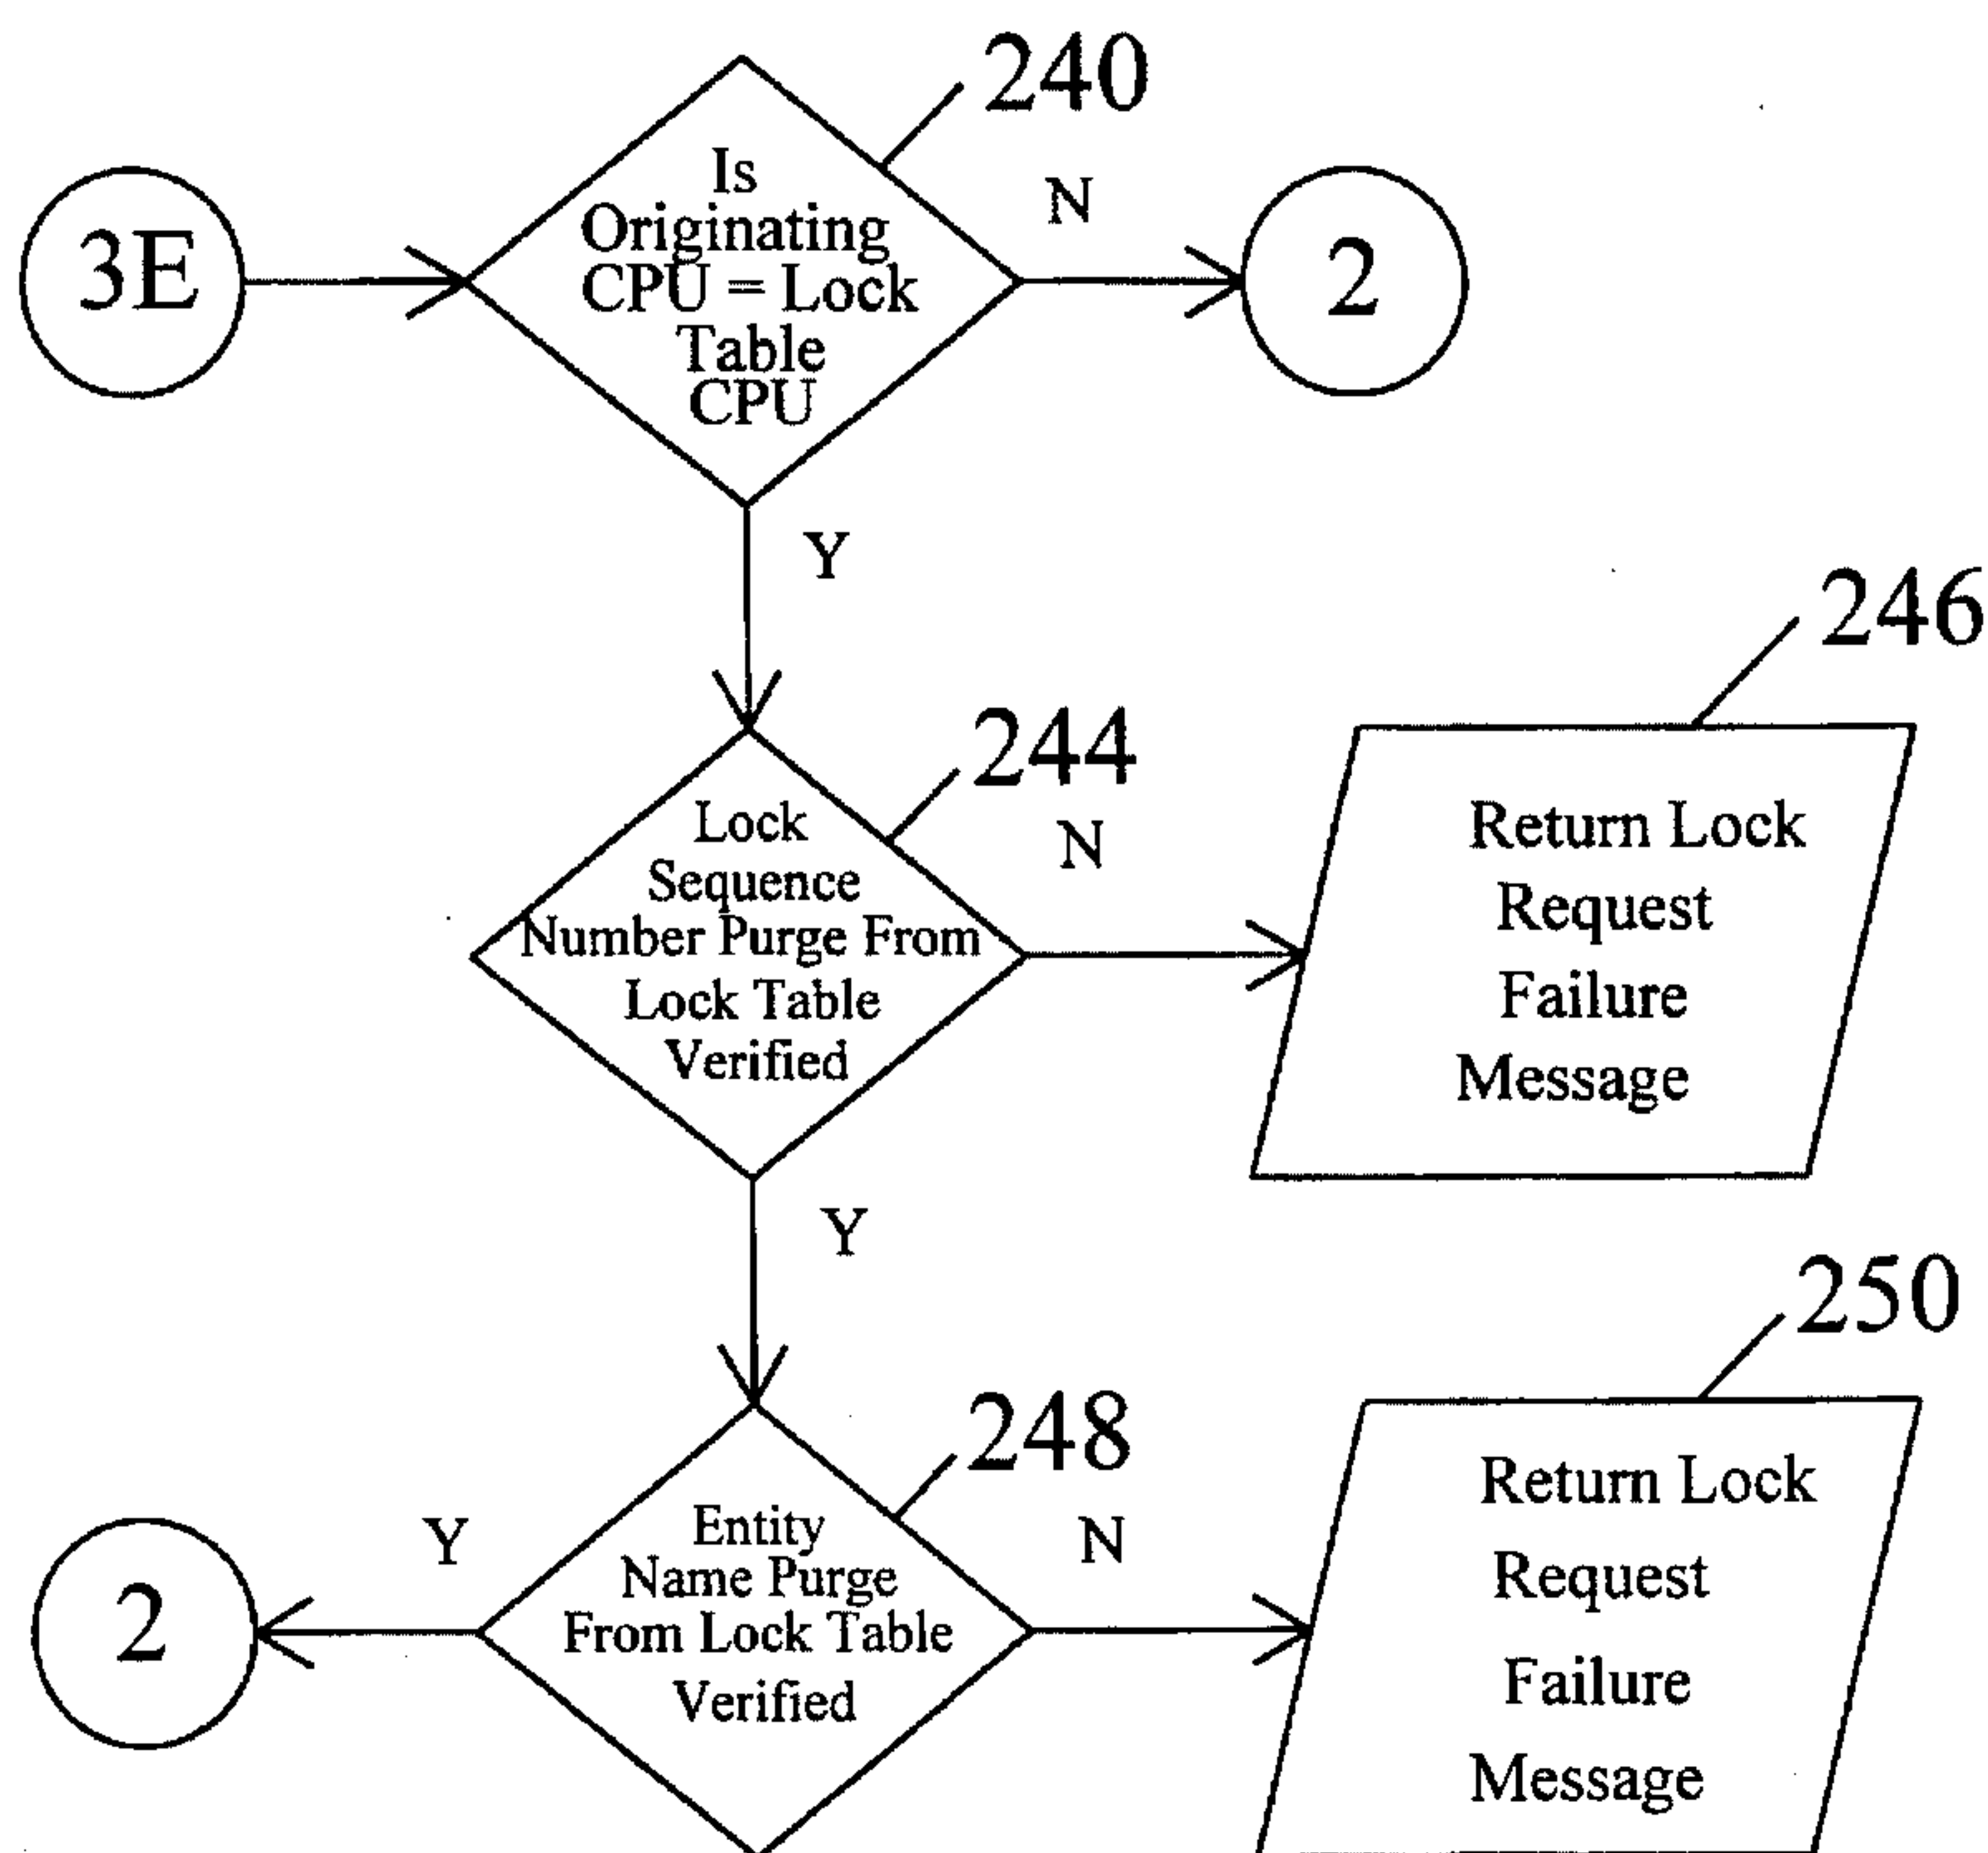 240
Is
Originating
CPU = Lock
Table
CPU
3E
N
2
Y
246
244
Lock
Sequence
Number Purge From
Lock Table
Verified
N
Return Lock
Request
Failure
Message
Y
250
248
Entity
Name Purge
From Lock Table
Verified
Y
2
N
Return Lock
Request
Failure
Message